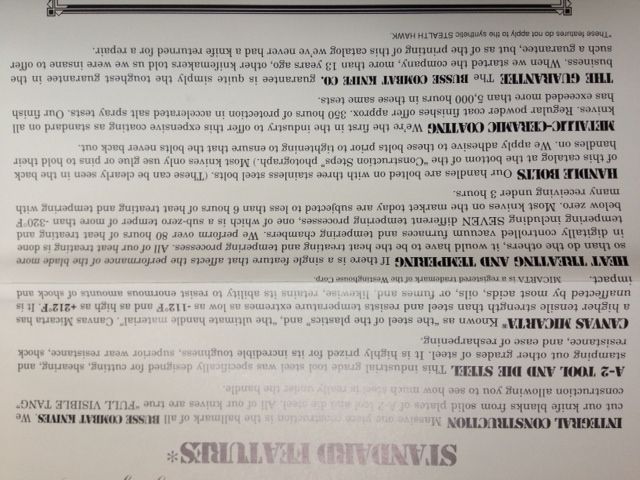 STANDARD FEATURES*
INTEGRAL CONSTRUCTION Massive one piece construction is the hallmark of all BUSSE COMBAT KNIVES. We
cut our knife blanks from solid plates of A-2 tool and die steel. All of our knives are true "FULL" VISIBLE TANG"
construction allowing you to see how much steel is really under the handle.
A-2 TOOL AND DIE STEEL This industrial grade tool steel was specifically designed for cutting, shearing, and
stamping out other grades of steel. It is highly prized for its incredible toughness, superior wear resistance, shock
resistance, and ease of resharpening.
CANVAS MICARTA® Known as "the steel of the plastics" and, "the ultimate handle material". Canvas Micarta has
a higher tensile strength than steel and resists temperature extremes as low as -112°F and as high as +212°F. It is
unaffected by most acids, oils, or fumes and, likewise, retains its ability to resist enormous amounts of shock and
impact. MICARTA is a registered trademark of the Westinghouse Corp.
HEAT TREATING AND TEMPERING If there is a single feature that affects the performance of the blade more
so than do the others, it would have to be the heat treating and tempering processes. All of our heat treating is done
in digitally controlled vacuum furnaces and tempering chambers. We perform over 80 hours of heat treating and
tempering including SEVEN different tempering processes, one of which is a sub-zero temper of more than -320°F
below zero. Most knives on the market today are subjected to less than 6 hours of heat treating and tempering with
many receiving under 3 hours.
HANDLE BOLTS Our handles are bolted on with three stainless steel bolts. (These can be clearly seen in the back
of this catalog at the bottom of the "Construction Steps" photograph.) Most knives only use glue or pins to hold their
handles on. We apply adhesive to these bolts prior to tightening to ensure that the bolts never back out.
METALLIC-CERAMIC COATING We're the first in the industry to offer this expensive coating as standard on all
knives. Regular powder coat finishes offer approx. 350 hours of protection in accelerated salt spray tests. Our finish
has exceeded more than 5,000 hours in these same tests.
THE GUARANTEE The BUSSE COMBAT KNIFE CO. guarantee is quite simply the toughest guarantee in the
business. When we started the company, more than 13 years ago, other knifemakers told us we were insane to offer
such a guarantee, but as of the printing of this catalog we've never had a knife returned for a repair.
*These features do not apply to the synthetic STEALTH HAWK.